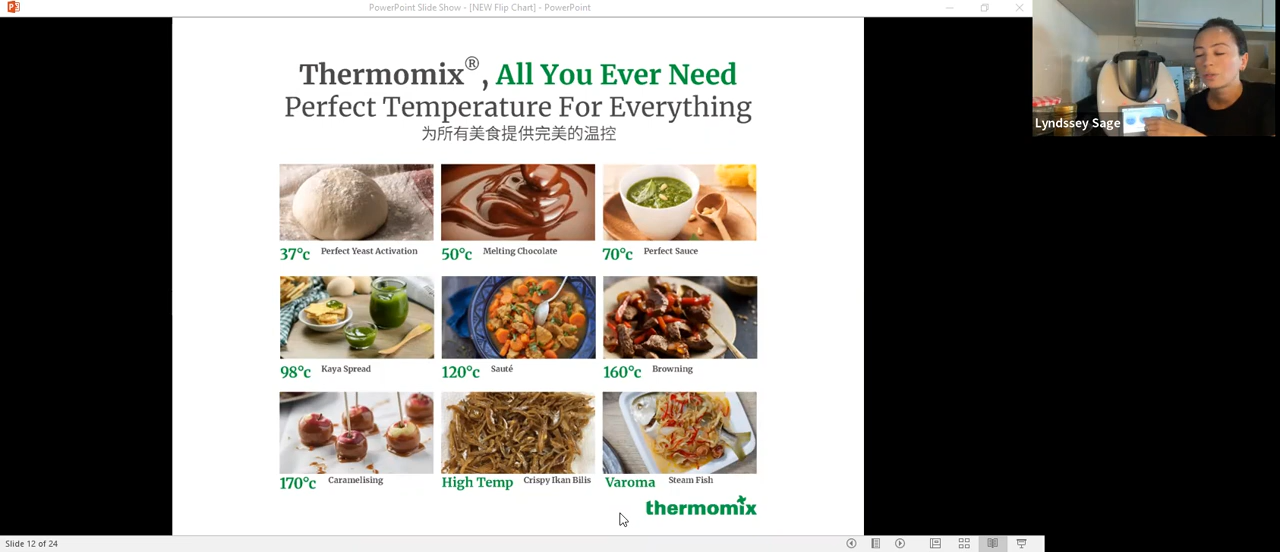 PowerPoint Slide Show - [NEW Flip Chart] - PowerPoint
Thermomix®, All You Ever Need
Perfect Temperature For Everything
为所有美食提供完美的温控
37°c Perfect Yeast Activation
50°c Melting Chocolate
70°c Perfect Sauce
98°c Kaya Spread
120°c Sauté
160°c Browning
170°c Caramelising
High Temp Crispy Ikan Bilis
Varoma Steam Fish
thermomix
Slide 12 of 24
Lyndssey Sage